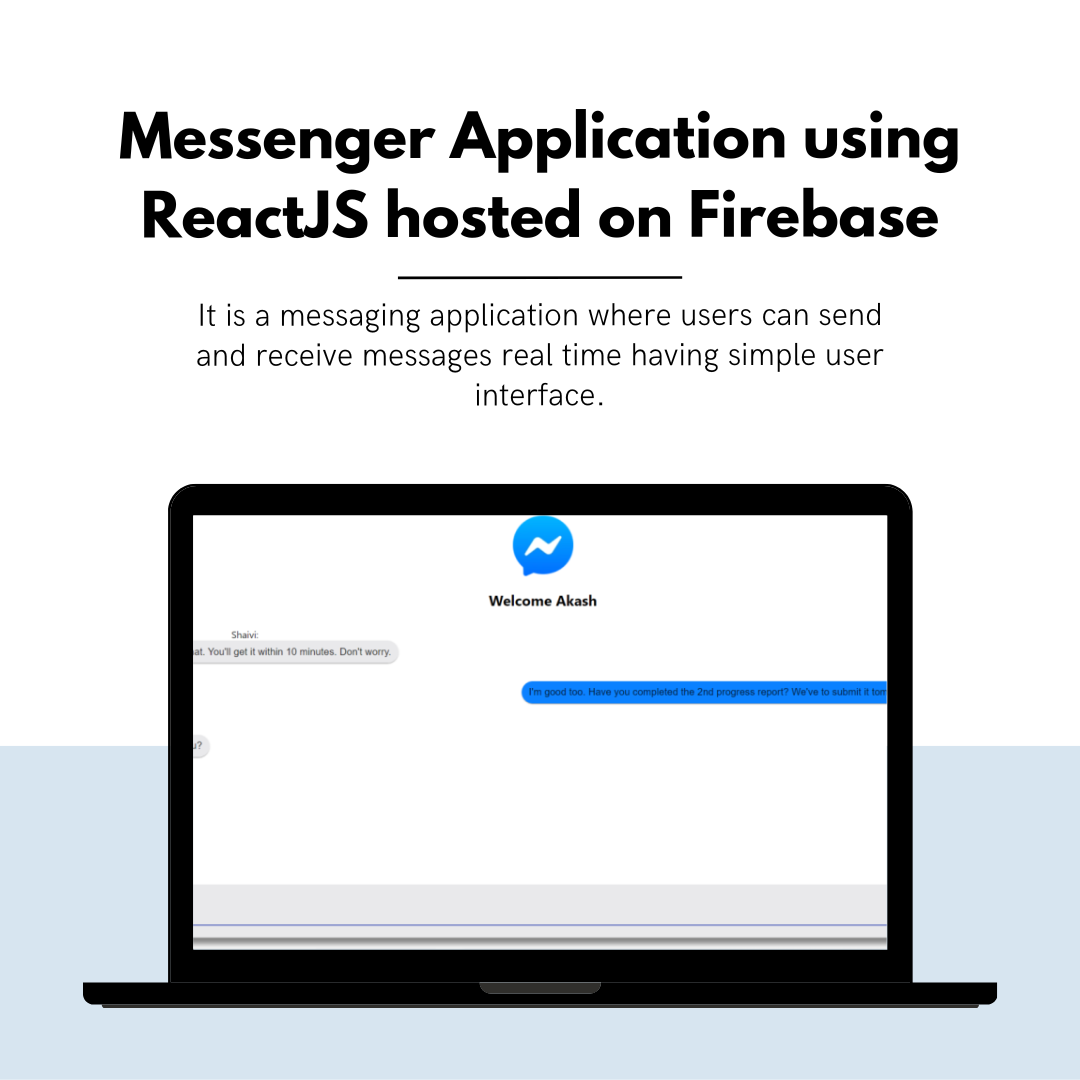 Messenger Application using
ReactJS hosted on Firebase
It is a messaging application where users can send
and receive messages real time having simple user
interface.
Welcome Akash
Shaivi:
You'll get it within 10 minutes. Don't worry.
I'm good too. Have you completed the 2nd progress report? We've to submit it